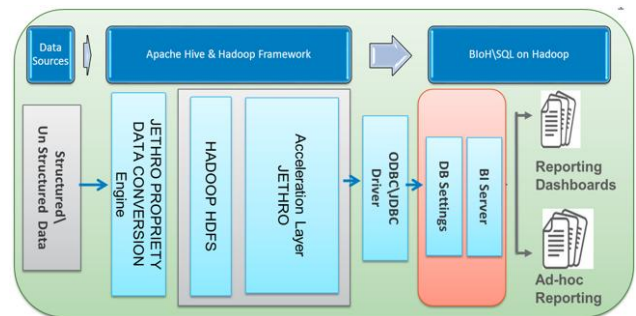 Data
Sources
Apache Hive & Hadoop Framework
BIoH\SQL on Hadoop
Structured\
Un Structured Data
JETHRO PROPRIETY
DATA CONVERSION
Engine
HADOOP HDFS
Acceleration Layer
JETHRO
ODBC\JDBC
Driver
DB Settings
BI Server
Reporting
Dashboards
Ad-hoc
Reporting